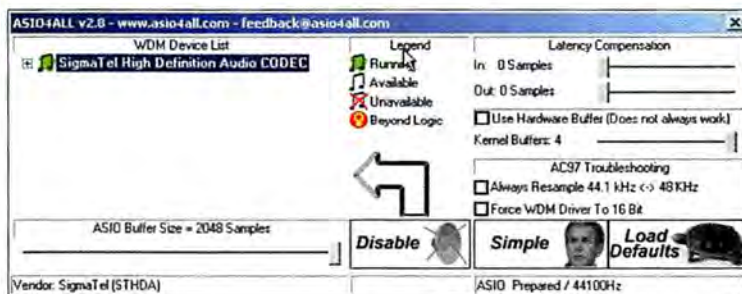 ASIO4ALL v2.8 - www.asio4all.com - feedback@asio4all.com
WDM Device List
SigmaTel High Definition Audio CODEC
Legend
Running
Available
Unavailable
Beyond Logic
Latency Compensation
In: 0 Samples
Out: 0 Samples
Use Hardware Buffer (Does not always work)
Kernel Buffers: 4
AC97 Troubleshooting
Always Resample 44.1 kHz <-> 48 KHz
Force WDM Driver To 16 Bit
ASIO Buffer Size = 2048 Samples
Disable
Simple
Load
Defaults
Vendor: SigmaTel (STHDA)
ASIO Prepared / 44100Hz